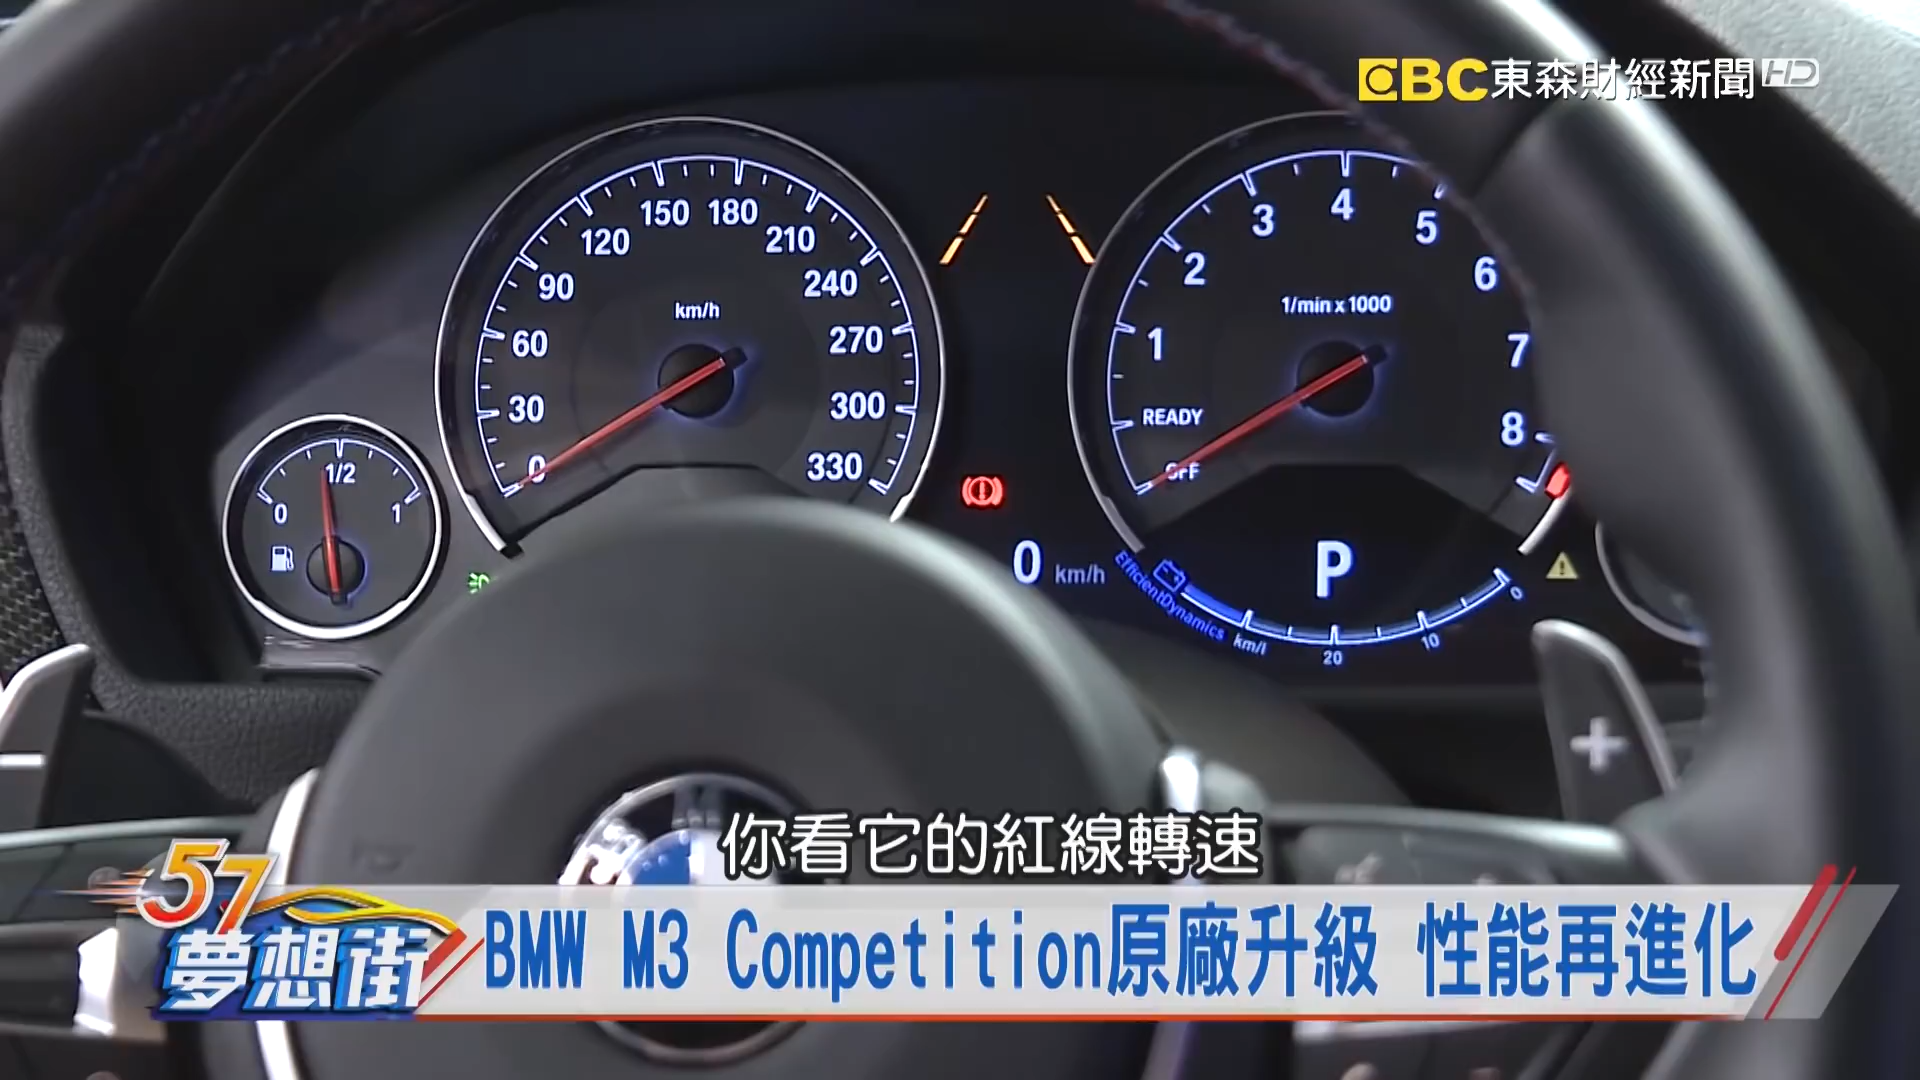 EBC東森財經新聞HD
150 180
120 210
90 240
km/h
60 270
30 300
0 330
3 4 5
2 6
1/min x 1000
1 7
READY
8
OFF
1/2
0 1
0 km/h
P
EfficientDynamics
km/l 20 10 0
+
你看它的紅線轉速
57夢想街
BMW M3 Competition原廠升級 性能再進化